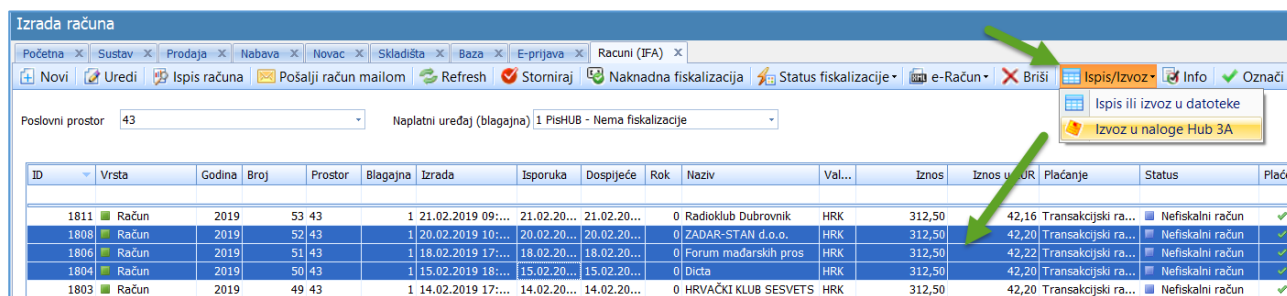 Izrada računa
Početna X Sustav X Prodaja X Nabava X Novac X Skladišta X Baza X E-prijava X Racuni (IFA) X
Novi Uredi Ispis računa Pošalji račun mailom Refresh Storniraj Naknadna fiskalizacija Status fiskalizacije e-Račun Briši Ispis/Izvoz Info Označi
Ispis ili izvoz u datoteke
Izvoz u naloge Hub 3A
Poslovni prostor 43 Naplatni uređaj (blagajna) 1 PisHUB - Nema fiskalizacije
ID Vrsta Godina Broj Prostor Blagajna Izrada Isporuka Dospijeće Rok Naziv Val... Iznos Iznos u EUR Plaćanje Status
1811 Račun 2019 53 43 1 21.02.2019 09:... 21.02.20... 21.02.20... 0 Radioklub Dubrovnik HRK 312,50 42,16 Transakcijski ra... Nefiskalni račun
1808 Račun 2019 52 43 1 20.02.2019 10:... 20.02.20... 20.02.20... 0 ZADAR-STAN d.o.o. HRK 312,50 42,20 Transakcijski ra... Nefiskalni račun
1806 Račun 2019 51 43 1 18.02.2019 17:... 18.02.20... 18.02.20... 0 Forum mađarskih pros HRK 312,50 42,22 Transakcijski ra... Nefiskalni račun
1804 Račun 2019 50 43 1 15.02.2019 18:... 15.02.20... 15.02.20... 0 Dicta HRK 312,50 42,20 Transakcijski ra... Nefiskalni račun
1803 Račun 2019 49 43 1 14.02.2019 17:... 14.02.20... 14.02.20... 0 HRVAČKI KLUB SESVETS HRK 312,50 42,20 Transakcijski ra... Nefiskalni račun